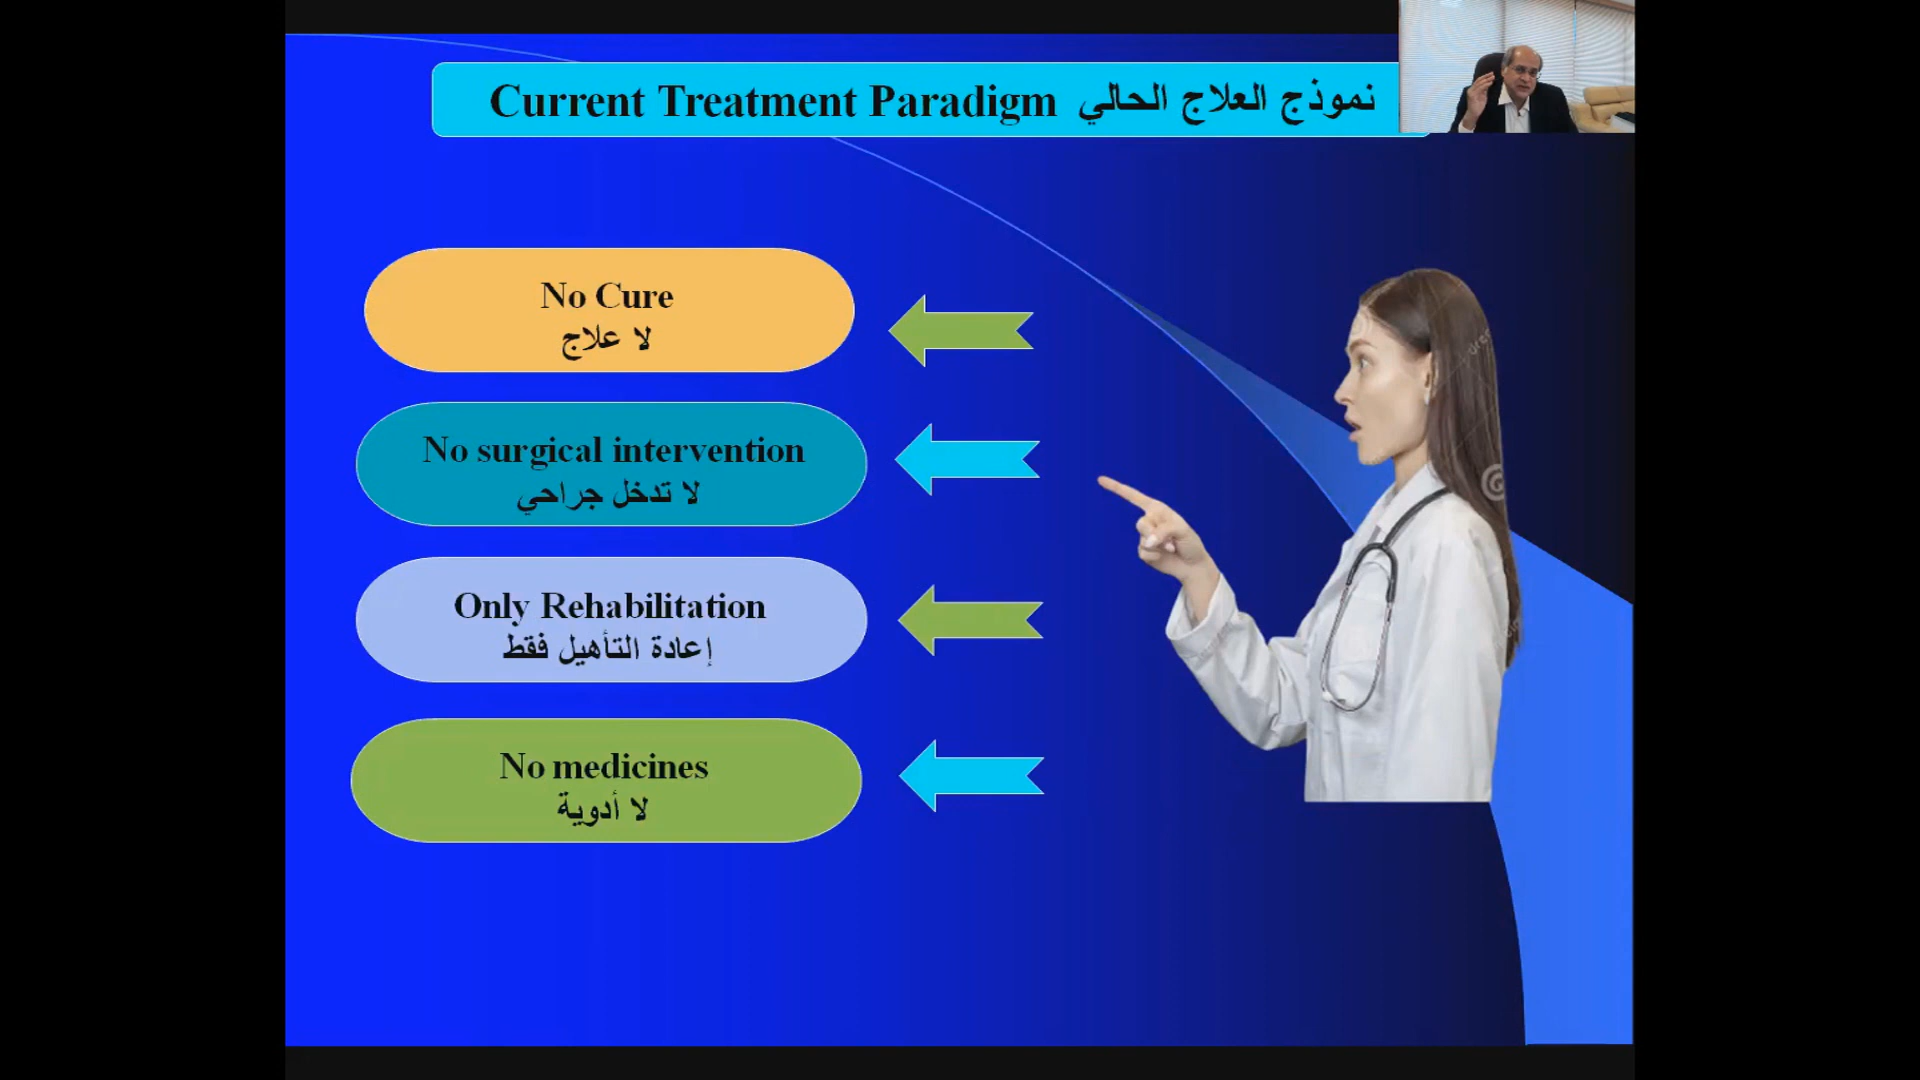 Current Treatment Paradigm نموذج العلاج الحالي
No Cure
لا علاج
No surgical intervention
لا تدخل جراحي
Only Rehabilitation
إعادة التأهيل فقط
No medicines
لا أدوية